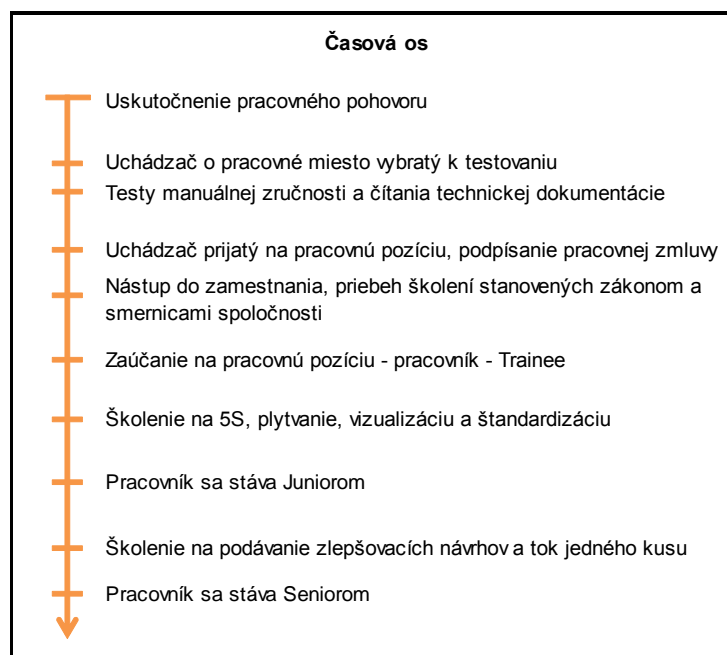 Časová os
Uskutočnenie pracovného pohovoru
Uchádzač o pracovné miesto vybratý k testovaniu
Testy manuálnej zručnosti a čítania technickej dokumentácie
Uchádzač prijatý na pracovnú pozíciu, podpísanie pracovnej zmluvy
Nástup do zamestnania, priebeh školení stanovených zákonom a
smernicami spoločnosti
Zaúčanie na pracovnú pozíciu - pracovník - Trainee
Školenie na 5S, plytvanie, vizualizáciu a štandardizáciu
Pracovník sa stáva Juniorom
Školenie na podávanie zlepšovacích návrhov a tok jedného kusu
Pracovník sa stáva Seniorom